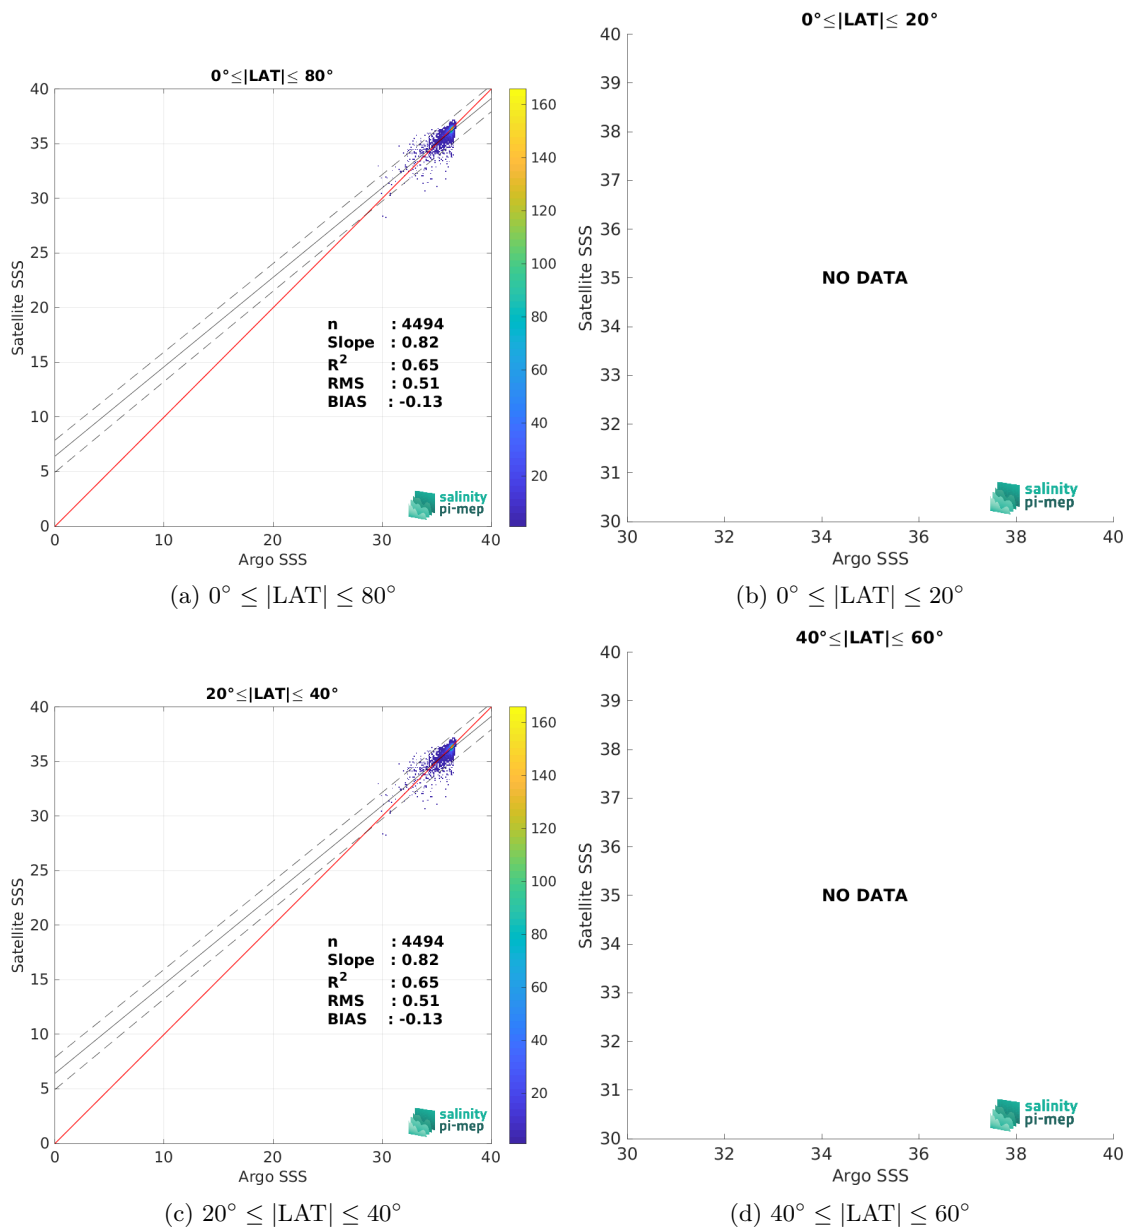 0°≤|LAT|≤ 80°
40
35
30
25
20
15
10
5
0
0
10
20
30
40
Satellite SSS
Argo SSS
n : 4494
Slope : 0.82
R² : 0.65
RMS : 0.51
BIAS : -0.13
salinity
pi-mep
160
140
120
100
80
60
40
20
(a) 0° ≤ |LAT| ≤ 80°
0°≤|LAT|≤ 20°
40
39
38
37
36
35
34
33
32
31
30
30
32
34
36
38
40
Satellite SSS
Argo SSS
NO DATA
salinity
pi-mep
(b) 0° ≤ |LAT| ≤ 20°
20°≤|LAT|≤ 40°
40
35
30
25
20
15
10
5
0
0
10
20
30
40
Satellite SSS
Argo SSS
n : 4494
Slope : 0.82
R² : 0.65
RMS : 0.51
BIAS : -0.13
salinity
pi-mep
160
140
120
100
80
60
40
20
(c) 20° ≤ |LAT| ≤ 40°
40°≤|LAT|≤ 60°
40
39
38
37
36
35
34
33
32
31
30
30
32
34
36
38
40
Satellite SSS
Argo SSS
NO DATA
salinity
pi-mep
(d) 40° ≤ |LAT| ≤ 60°